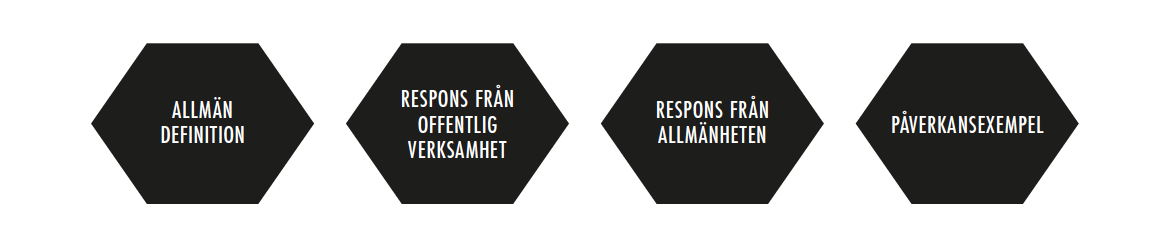 ALLMÄN
DEFINITION
RESPONS FRÅN
OFFENTLIG
VERKSAMHET
RESPONS FRÅN
ALLMÄNHETEN
PÅVERKANSEXEMPEL